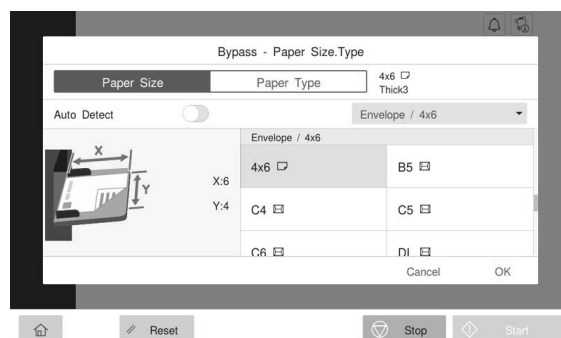 Bypass - Paper Size.Type
Paper Size
Paper Type
4x6
Thick3
Auto Detect
Envelope / 4x6
Envelope / 4x6
X
Y
X:6
Y:4
4x6
B5
C4
C5
C6
DL
Cancel
OK
Reset
Stop
Start